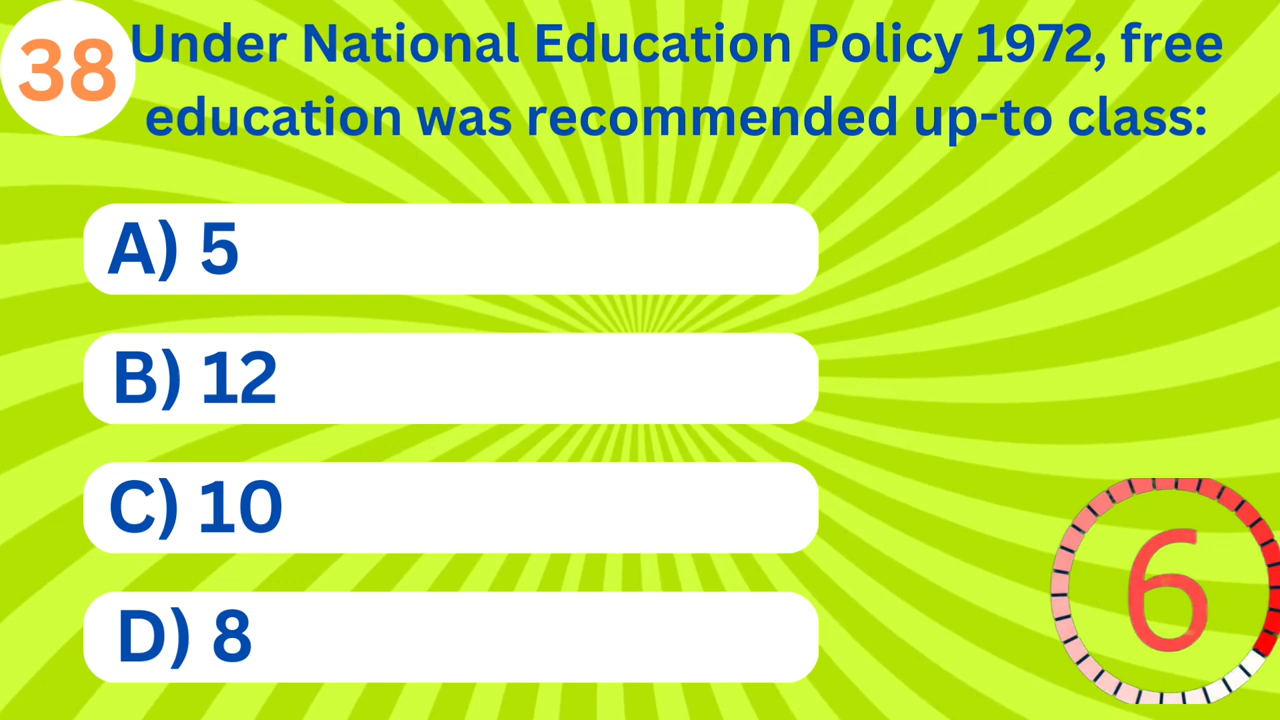 38
Under National Education Policy 1972, free
education was recommended up-to class:
A) 5
B) 12
C) 10
D) 8
6